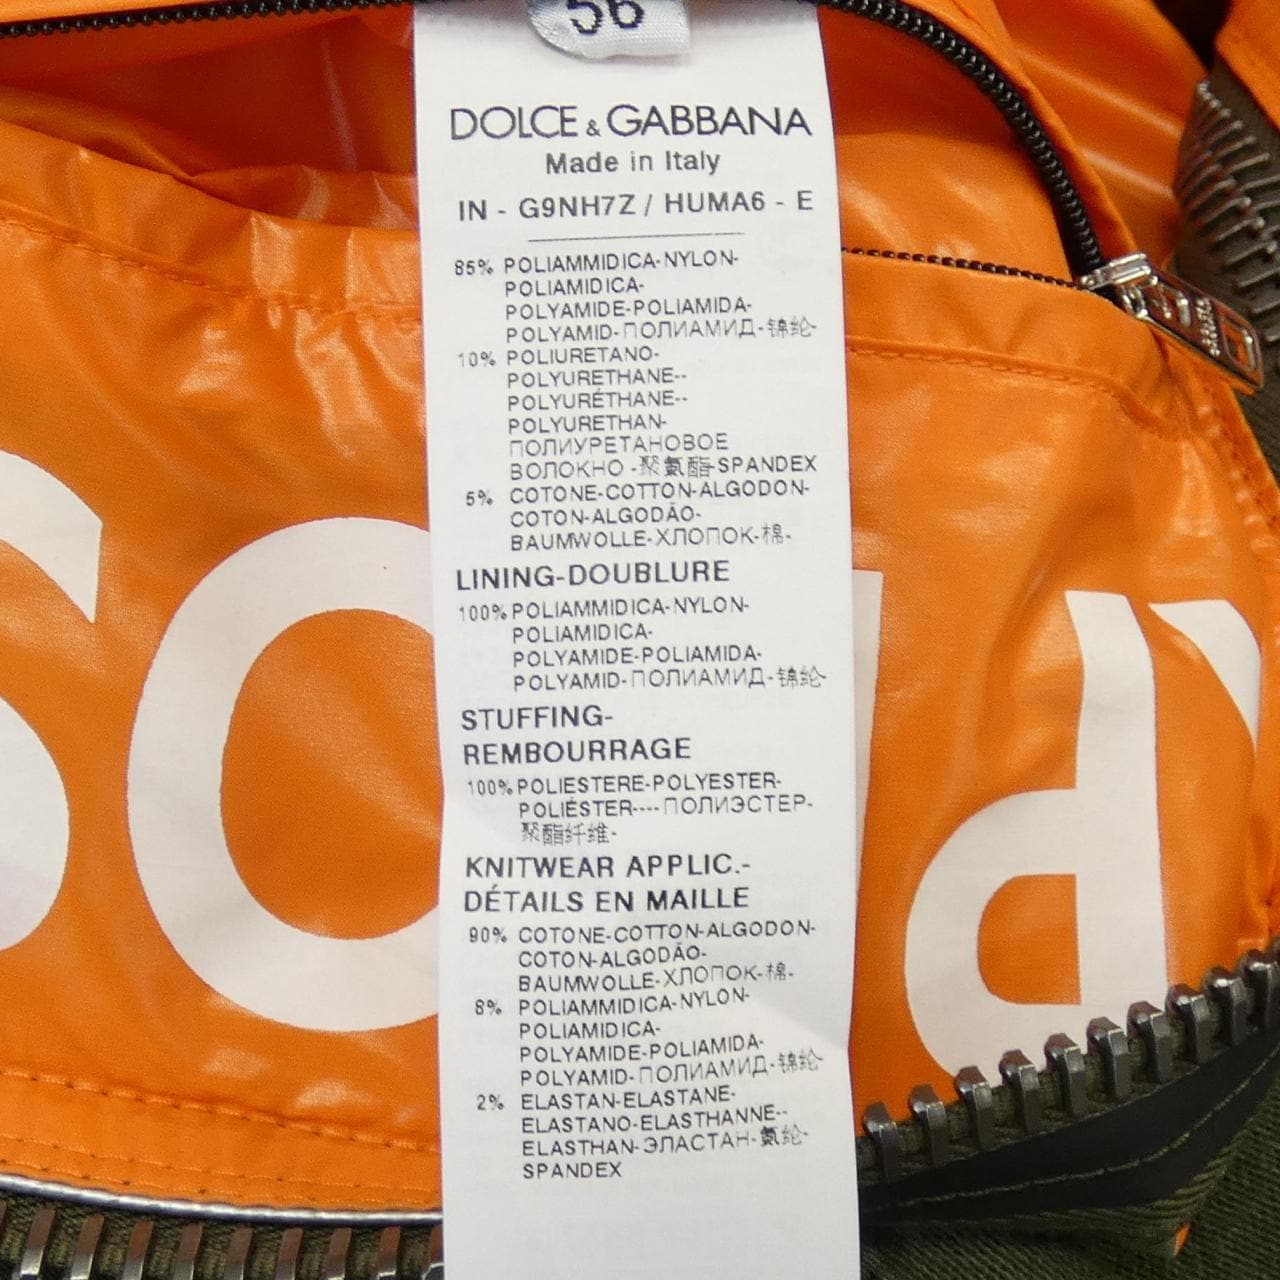 56
DOLCE & GABBANA
Made in Italy
IN - G9NH7Z / HUMA6 - E
85% POLIAMMIDICA-NYLON-
POLIAMIDICA-
POLYAMIDE-POLIAMIDA-
POLYAMID-ПОЛИАМИД-锦纶-
10% POLIURETANO-
POLYURETHANE--
POLYURÉTHANE--
POLYURETHAN-
ПОЛИУРЕТАНОВОЕ
ВОЛОКНО -聚氨酯-SPANDEX
5% COTONE-COTTON-ALGODON-
COTON-ALGODÃO-
BAUMWOLLE-ХЛОПОК-棉-
LINING-DOUBLURE
100% POLIAMMIDICA-NYLON-
POLIAMIDICA-
POLYAMIDE-POLIAMIDA-
POLYAMID-ПОЛИАМИД-锦纶-
STUFFING-
REMBOURRAGE
100% POLIESTERE-POLYESTER-
POLIÉSTER----ПОЛИЭСТЕР-
聚酯纤维-
KNITWEAR APPLIC.-
DÉTAILS EN MAILLE
90% COTONE-COTTON-ALGODON-
COTON-ALGODÃO-
BAUMWOLLE-ХЛОПОК-棉-
8% POLIAMMIDICA-NYLON-
POLIAMIDICA-
POLYAMIDE-POLIAMIDA-
POLYAMID-ПОЛИАМИД-锦纶-
2% ELASTAN-ELASTANE-
ELASTANO-ELASTHANNE--
ELASTHAN-ЭЛАСТАН-氨纶-
SPANDEX